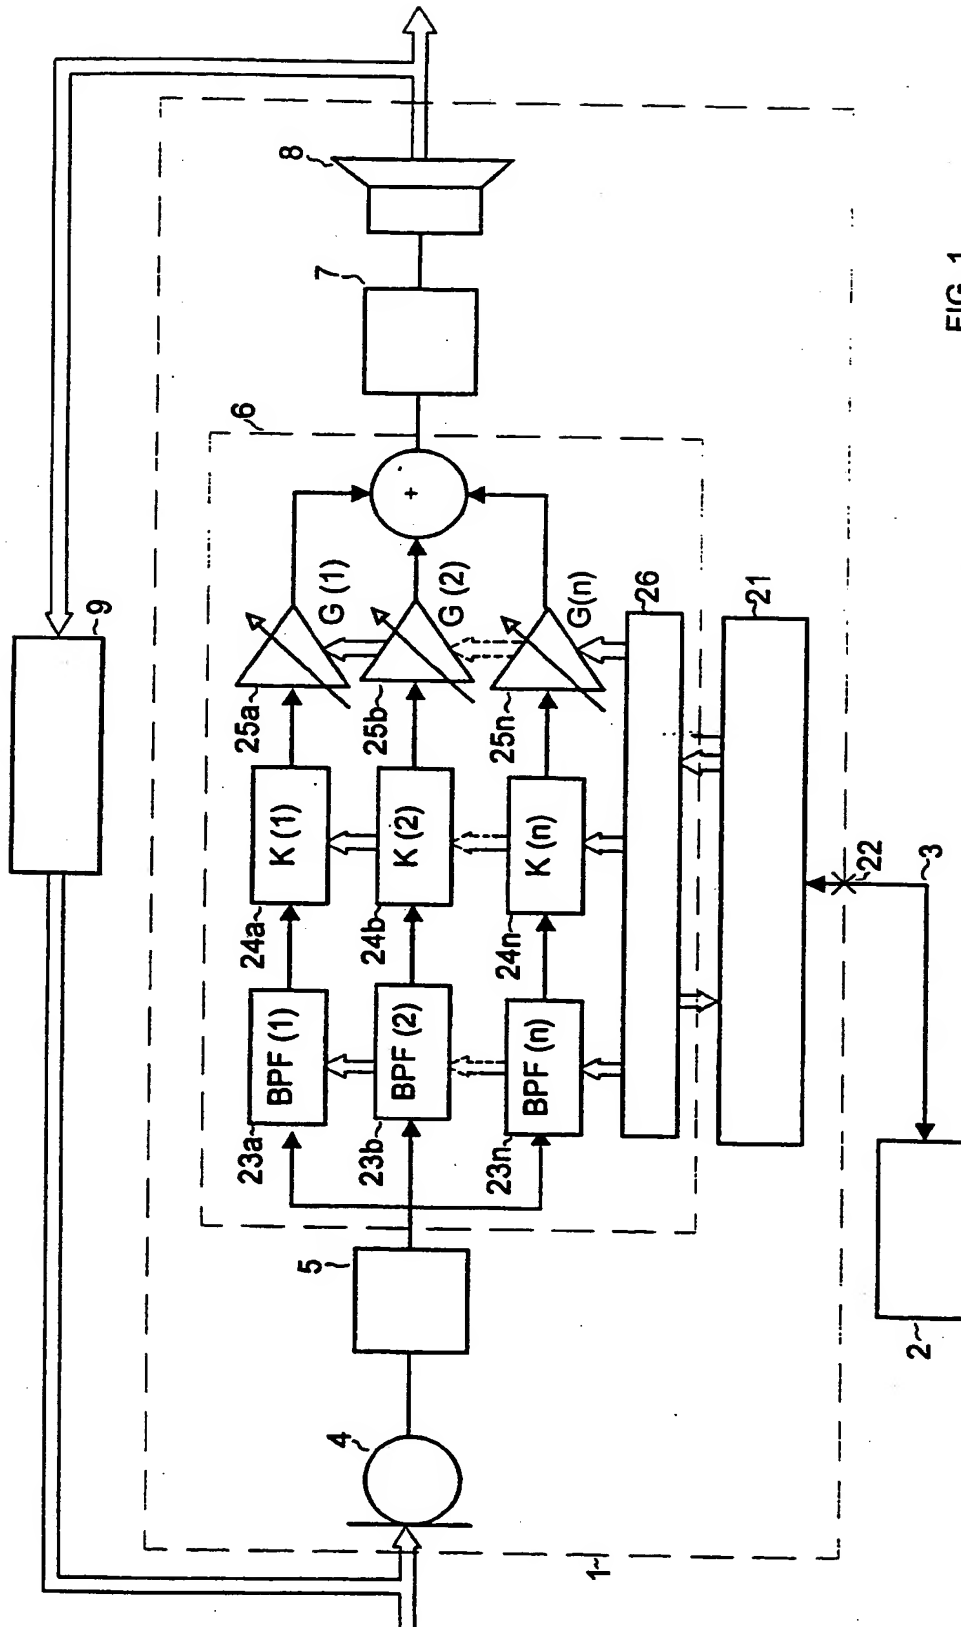 9
8
7
6
25a
G (1)
25b
G (2)
25n
G(n)
+
24a
K (1)
24b
K (2)
24n
K (n)
23a
BPF (1)
23b
BPF (2)
23n
BPF (n)
26
21
22
3
5
4
1
2
FIG. 1